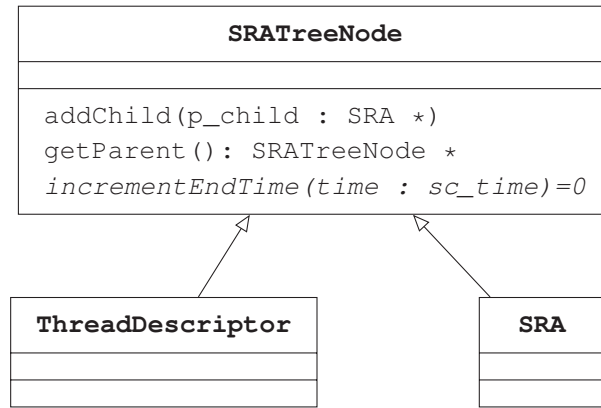 SRATreeNode
addChild(p_child : SRA *)
getParent(): SRATreeNode *
incrementEndTime(time : sc_time)=0
ThreadDescriptor
SRA